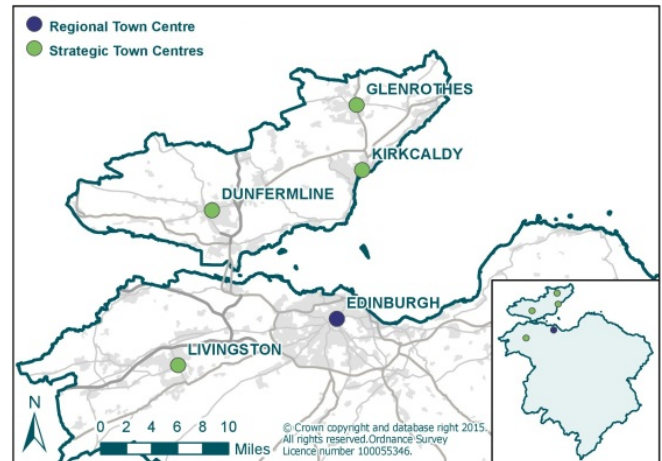 Regional Town Centre
Strategic Town Centres
GLENROTHES
KIRKCALDY
DUNFERMLINE
EDINBURGH
LIVINGSTON
N
0 2 4 6 8 10
Miles
© Crown copyright and database right 2015.
All rights reserved.Ordnance Survey
Licence number 100055346.